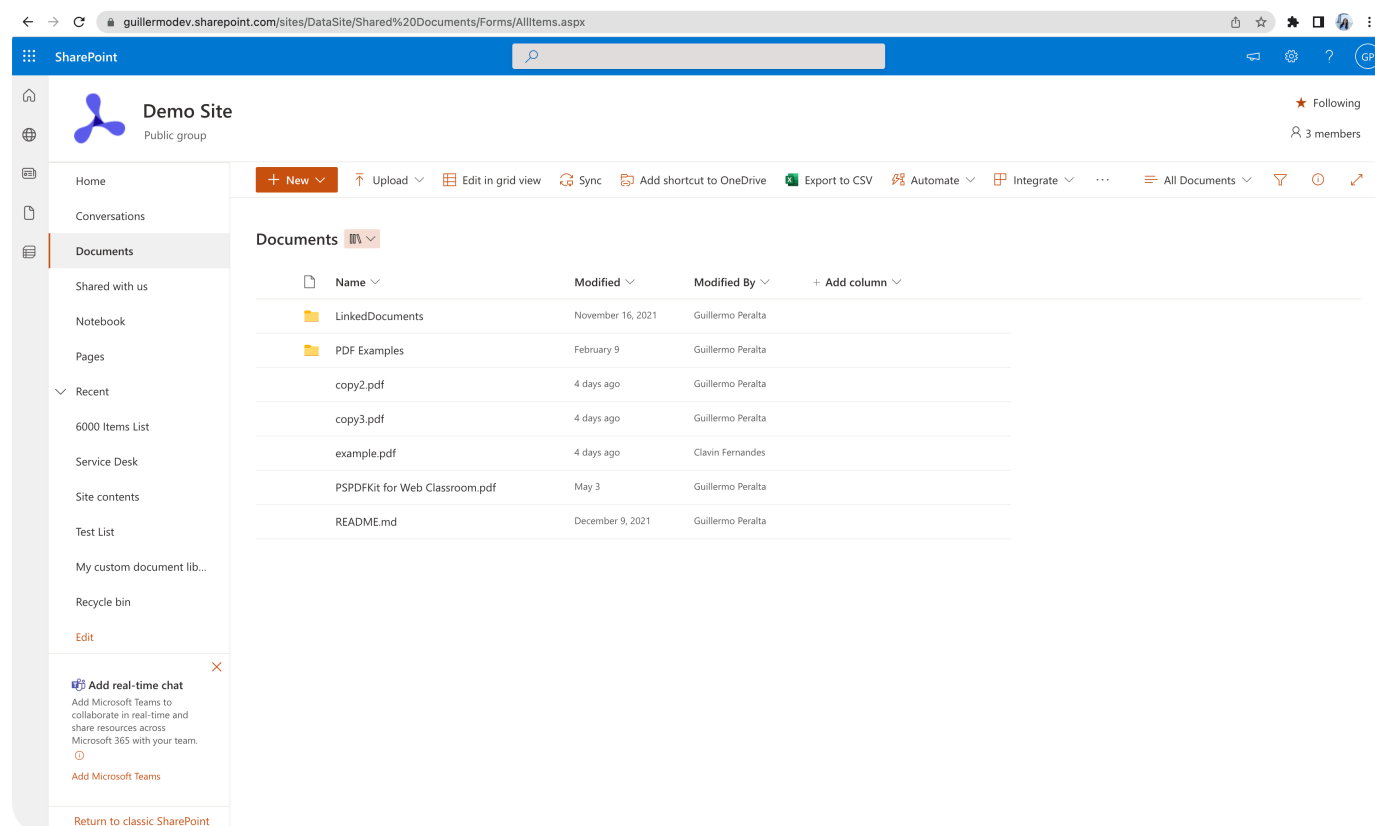 guillermodev.sharepoint.com/sites/DataSite/Shared%20Documents/Forms/AllItems.aspx
SharePoint
? GP
Demo Site
Public group
Following
3 members
Home
Conversations
Documents
Shared with us
Notebook
Pages
Recent
6000 Items List
Service Desk
Site contents
Test List
My custom document lib...
Recycle bin
Edit
Add real-time chat
Add Microsoft Teams to
collaborate in real-time and
share resources across
Microsoft 365 with your team.
Add Microsoft Teams
Return to classic SharePoint
+ New Upload Edit in grid view Sync Add shortcut to OneDrive Export to CSV Automate Integrate ... All Documents
Documents
Name Modified Modified By + Add column
LinkedDocuments November 16, 2021 Guillermo Peralta
PDF Examples February 9 Guillermo Peralta
copy2.pdf 4 days ago Guillermo Peralta
copy3.pdf 4 days ago Guillermo Peralta
example.pdf 4 days ago Clavin Fernandes
PSPDFKit for Web Classroom.pdf May 3 Guillermo Peralta
README.md December 9, 2021 Guillermo Peralta